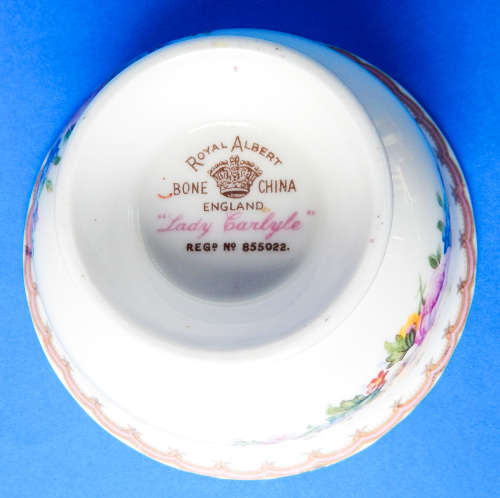 ROYAL ALBERT
BONE CHINA
ENGLAND
"Lady Carlyle"
REGD No 855022.